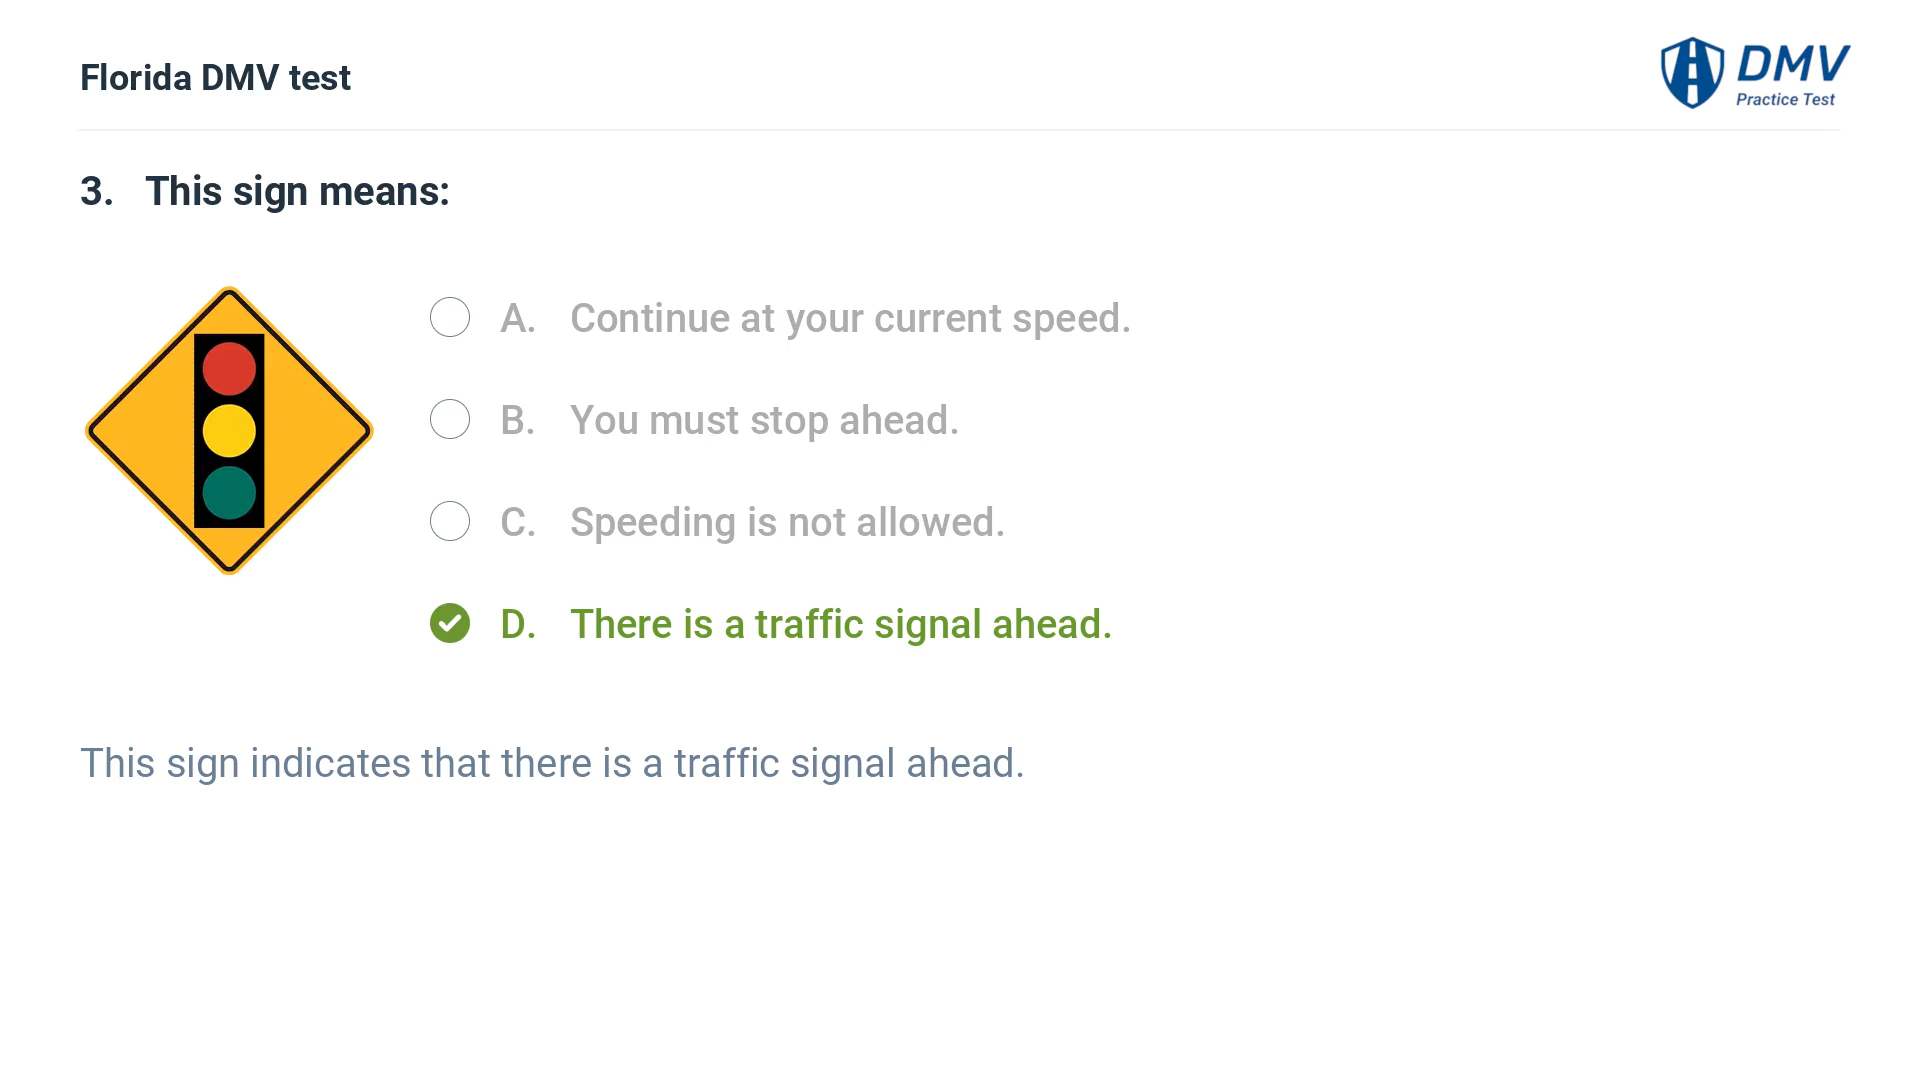 Florida DMV test
DMV
Practice Test
3. This sign means:
A. Continue at your current speed.
B. You must stop ahead.
C. Speeding is not allowed.
D. There is a traffic signal ahead.
This sign indicates that there is a traffic signal ahead.